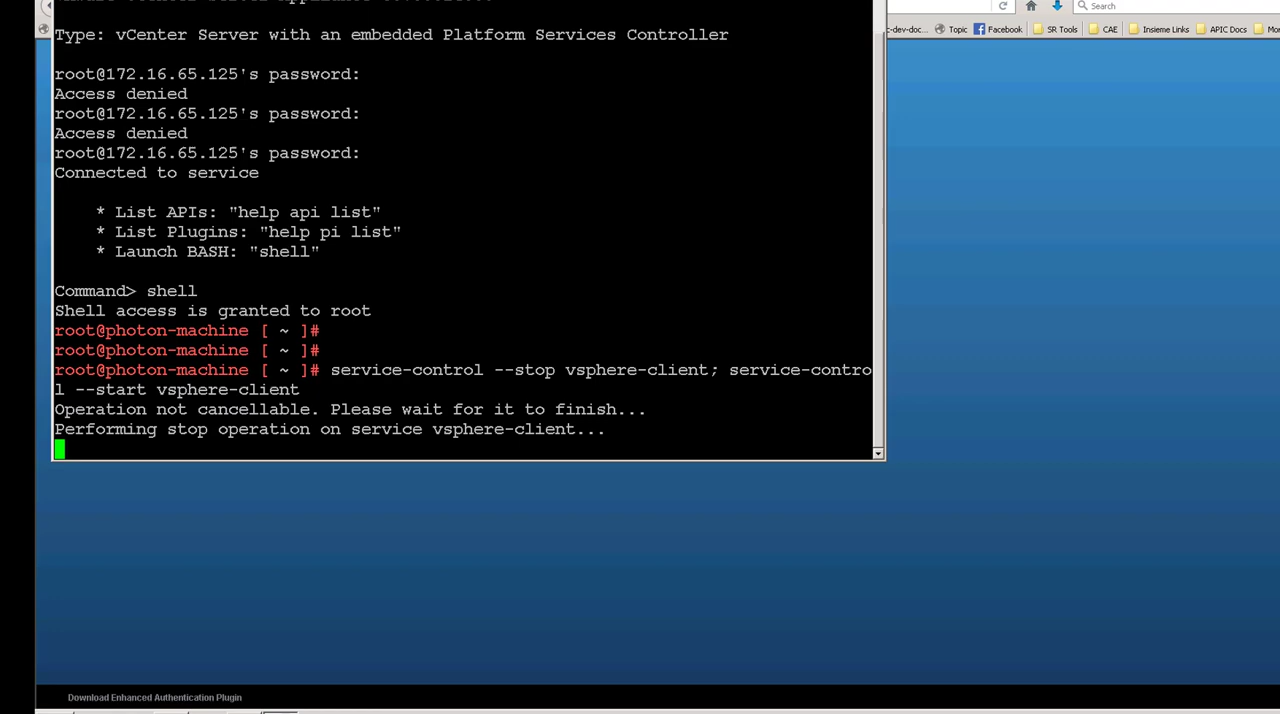 Search
c-dev-doc...
Topic
Facebook
SR Tools
CAE
Insieme Links
APIC Docs
Type: vCenter Server with an embedded Platform Services Controller
root@172.16.65.125's password:
Access denied
root@172.16.65.125's password:
Access denied
root@172.16.65.125's password:
Connected to service
* List APIs: "help api list"
* List Plugins: "help pi list"
* Launch BASH: "shell"
Command> shell
Shell access is granted to root
root@photon-machine [ ~ ]#
root@photon-machine [ ~ ]#
root@photon-machine [ ~ ]# service-control --stop vsphere-client; service-contro
l --start vsphere-client
Operation not cancellable. Please wait for it to finish...
Performing stop operation on service vsphere-client...
Download Enhanced Authentication Plugin